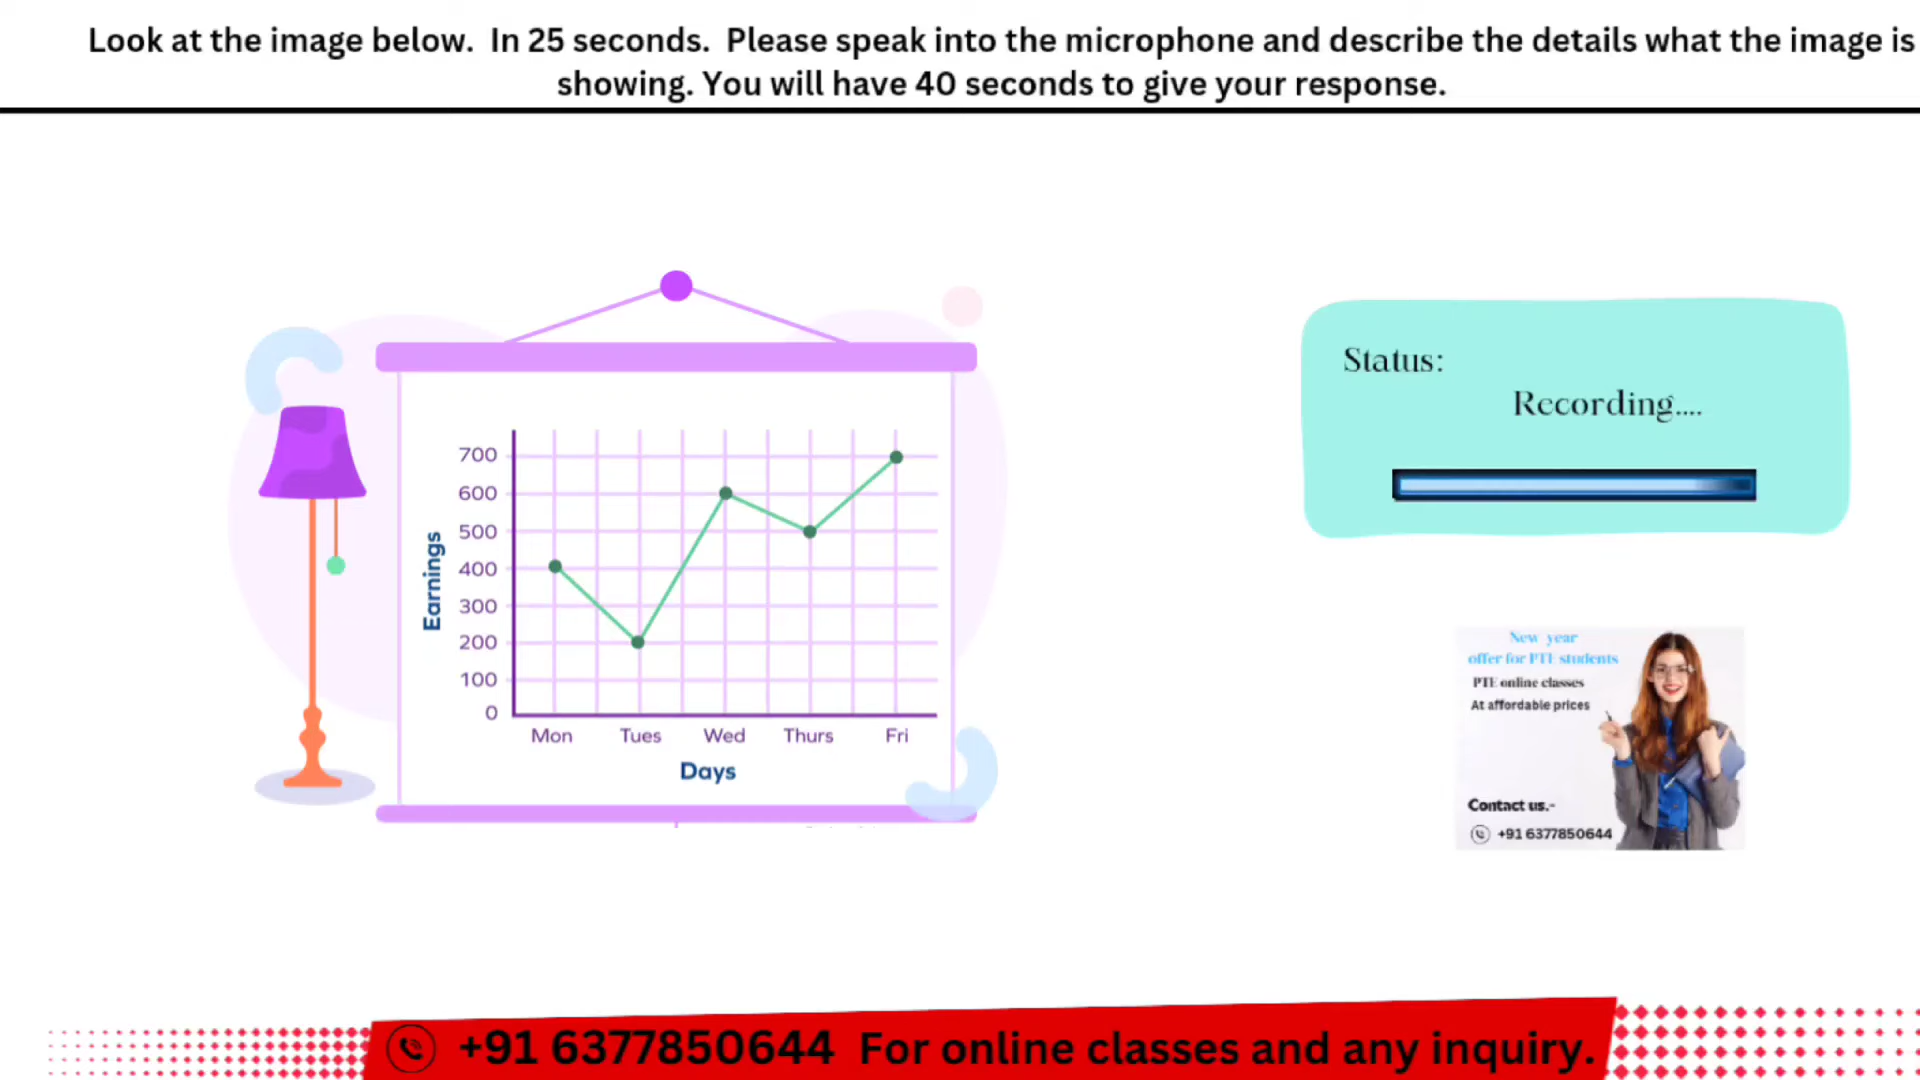 Look at the image below. In 25 seconds. Please speak into the microphone and describe the details what the image is
showing. You will have 40 seconds to give your response.
700
600
500
400
300
200
100
0
Earnings
Mon Tues Wed Thurs Fri
Days
Status:
Recording....
New year
offer for PTE students
PTE online classes
At affordable prices
Contact us.-
+91 6377850644
+91 6377850644 For online classes and any inquiry.